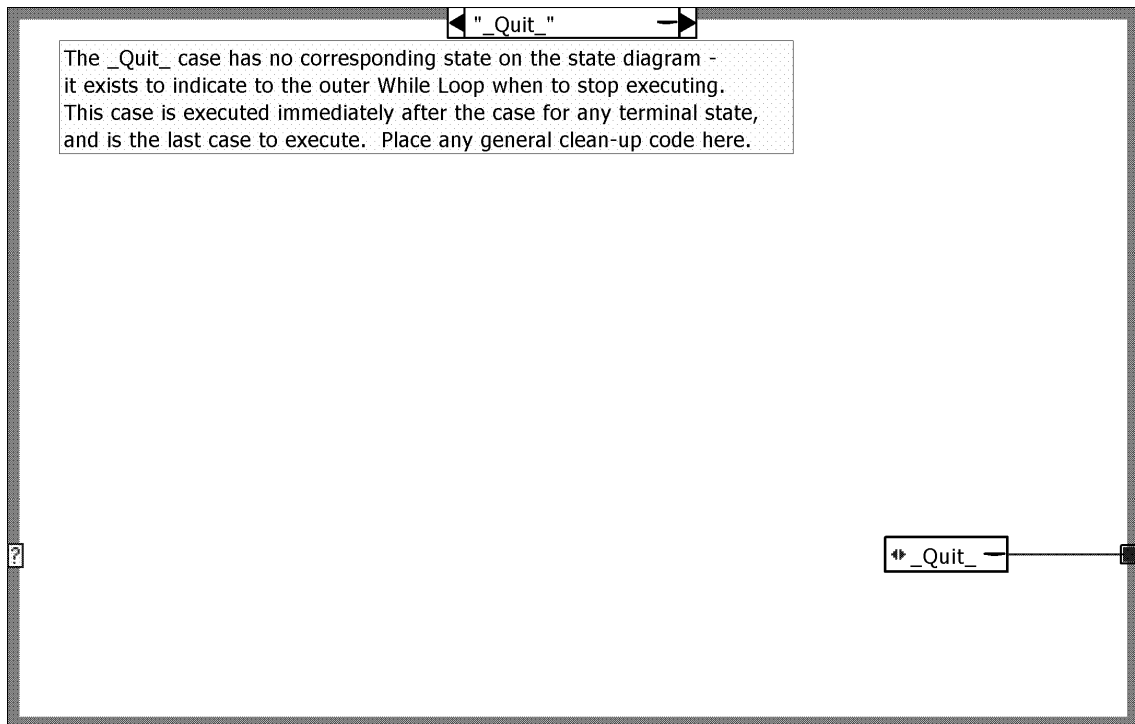 "_Quit_"
The _Quit_ case has no corresponding state on the state diagram -
it exists to indicate to the outer While Loop when to stop executing.
This case is executed immediately after the case for any terminal state,
and is the last case to execute.  Place any general clean-up code here.
?
_Quit_